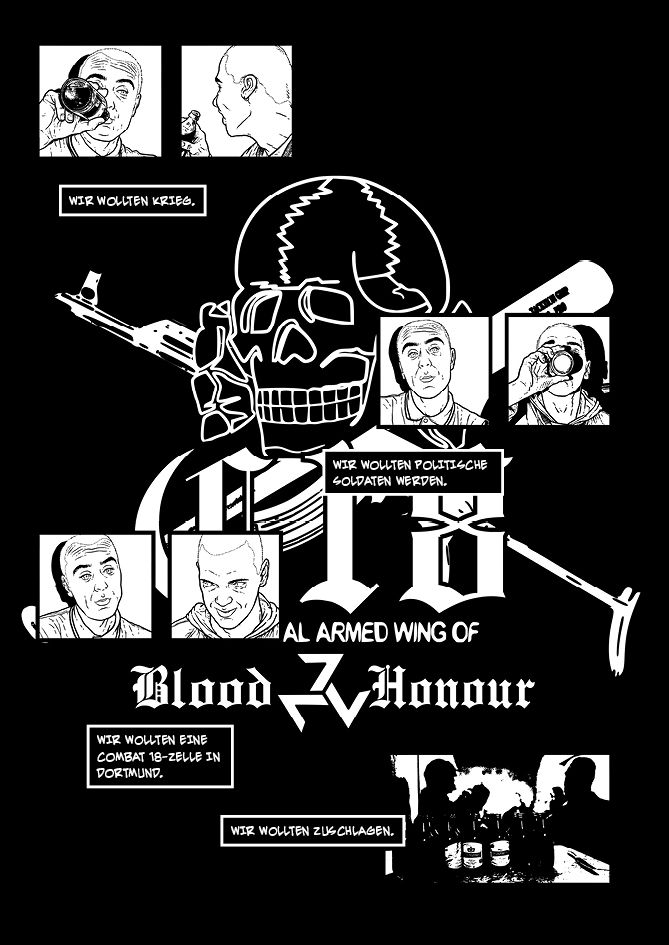 WIR WOLLTEN KRIEG.
WIR WOLLTEN POLITISCHE
SOLDATEN WERDEN.
C18
AL ARMED WING OF
Blood Honour
WIR WOLLTEN EINE
COMBAT 18-ZELLE IN
DORTMUND.
WIR WOLLTEN ZUSCHLAGEN.